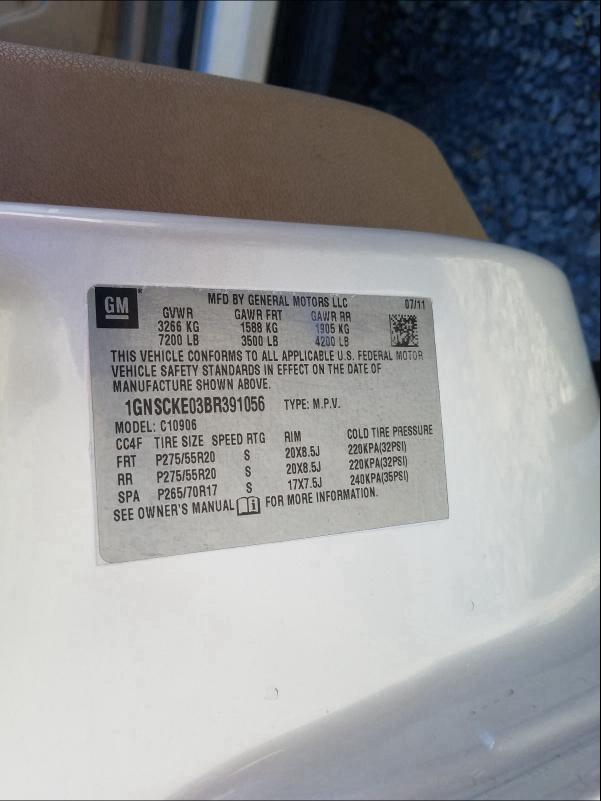 GM
MFD BY GENERAL MOTORS LLC 07/11
GVWR GAWR FRT GAWR RR
3266 KG 1588 KG 1905 KG
7200 LB 3500 LB 4200 LB
THIS VEHICLE CONFORMS TO ALL APPLICABLE U.S. FEDERAL MOTOR
VEHICLE SAFETY STANDARDS IN EFFECT ON THE DATE OF
MANUFACTURE SHOWN ABOVE.
1GNSCKE03BR391056 TYPE: M.P.V.
MODEL: C10906
CC4F TIRE SIZE SPEED RTG RIM COLD TIRE PRESSURE
FRT P275/55R20 S 20X8.5J 220KPA(32PSI)
RR P275/55R20 S 20X8.5J 220KPA(32PSI)
SPA P265/70R17 S 17X7.5J 240KPA(35PSI)
SEE OWNER'S MANUAL i FOR MORE INFORMATION.